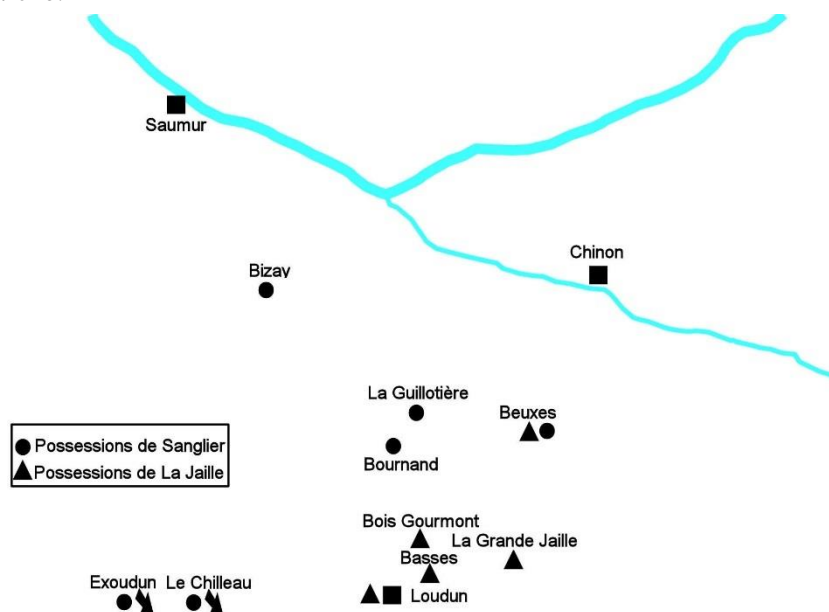 Saumur
Chinon
Bizay
La Guillotière
Beuxes
Possessions de Sanglier
Bournand
Possessions de La Jaille
Bois Gourmont
La Grande Jaille
Basses
Exoudun
Le Chilleau
Loudun